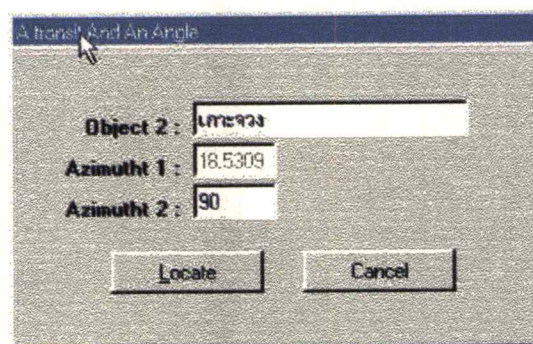 A transit And An Angle
Object 2 : เกาะจวง
Azimutht 1 : 18.5309
Azimutht 2 : 90
Locate Cancel